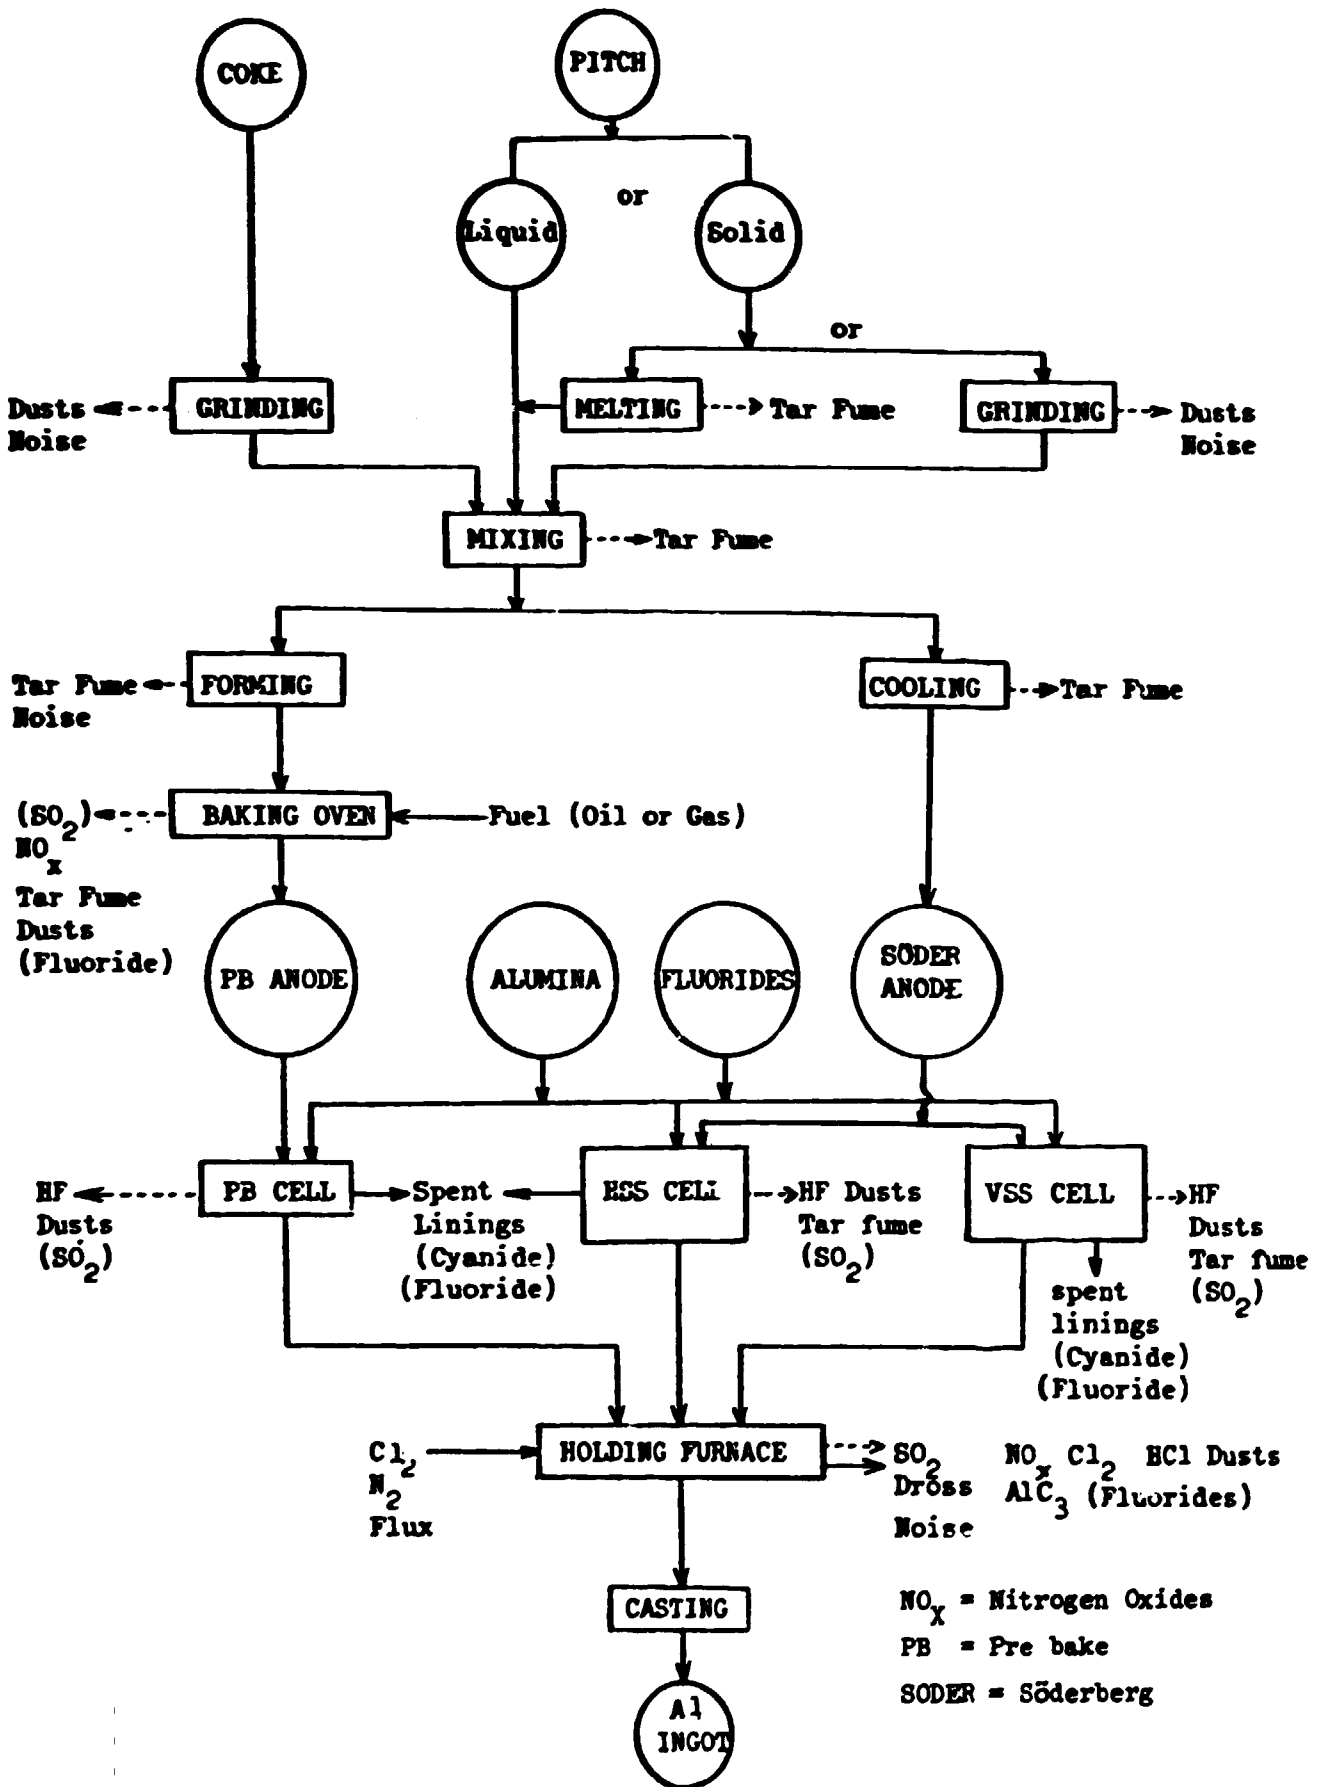 COKE
PITCH
or
Liquid
Solid
or
Dusts
Noise
GRINDING
MELTING
Tar Fume
GRINDING
Dusts
Noise
MIXING
Tar Fume
Tar Fume
Noise
FORMING
COOLING
Tar Fume
(SO2)
NOx
Tar Fume
Dusts
(Fluoride)
BAKING OVEN
Fuel (Oil or Gas)
PB ANODE
ALUMINA
FLUORIDES
SÖDER
ANODE
HF
Dusts
(SO2)
PB CELL
Spent
Linings
(Cyanide)
(Fluoride)
HSS CELL
HF Dusts
Tar fume
(SO2)
VSS CELL
HF
Dusts
Tar fume
(SO2)
spent
linings
(Cyanide)
(Fluoride)
Cl2
N2
Flux
HOLDING FURNACE
SO2 NOx Cl2 HCl Dusts
Dross AlC3 (Fluorides)
Noise
CASTING
Al
INGOT
NOX = Nitrogen Oxides
PB = Pre bake
SODER = Söderberg